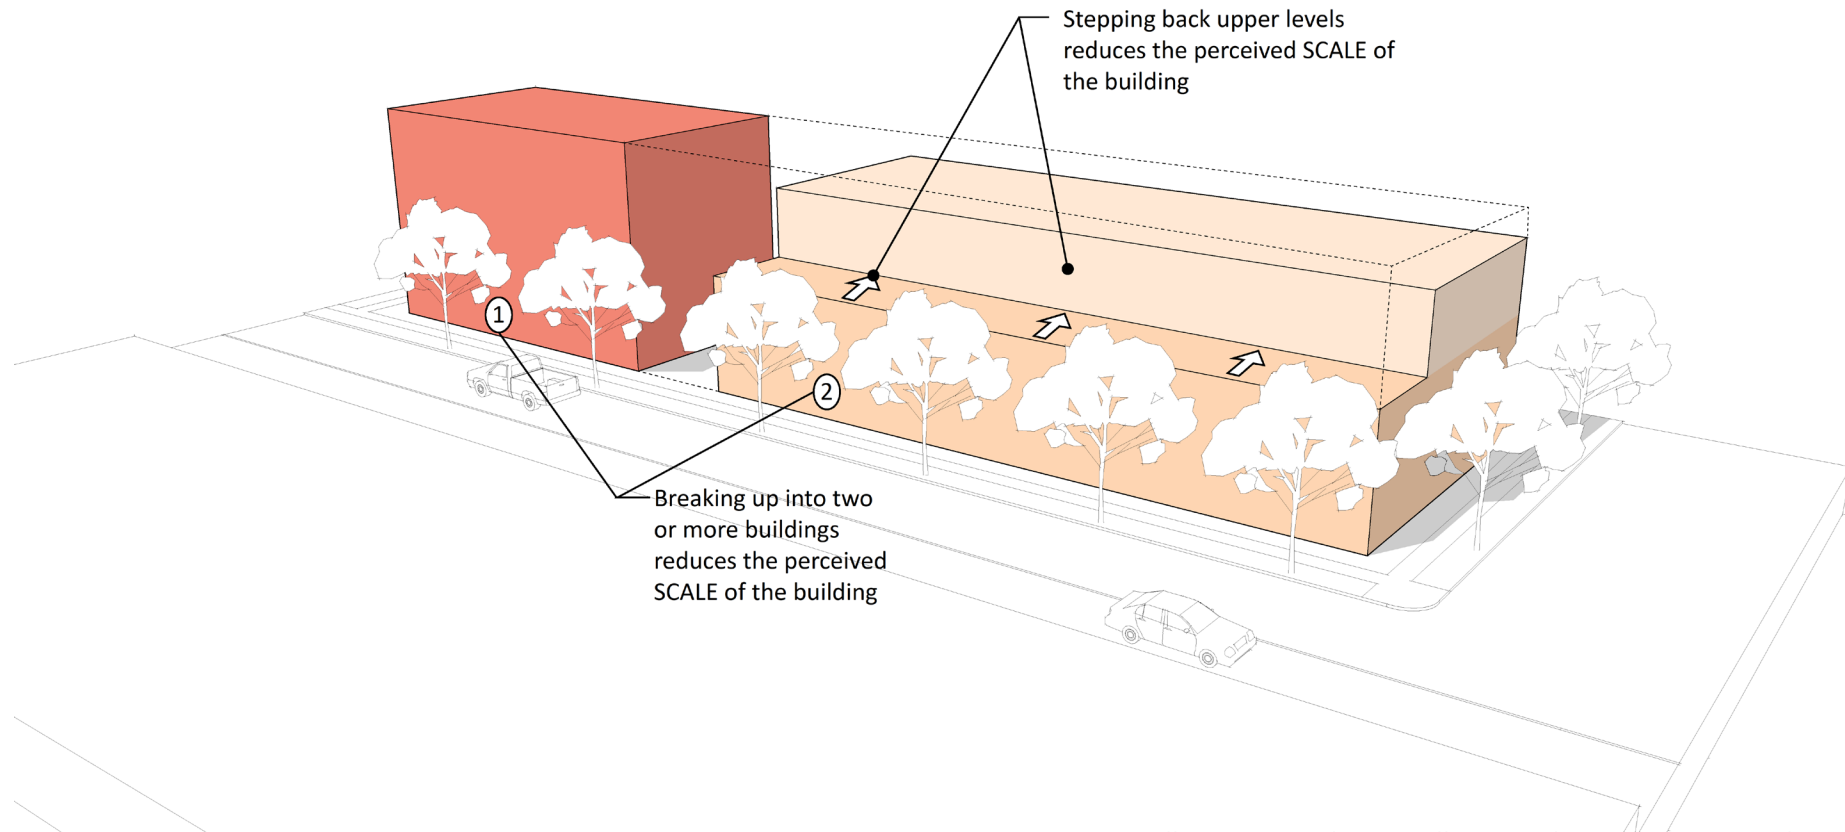 Stepping back upper levels
reduces the perceived SCALE of
the building
1
2
Breaking up into two
or more buildings
reduces the perceived
SCALE of the building